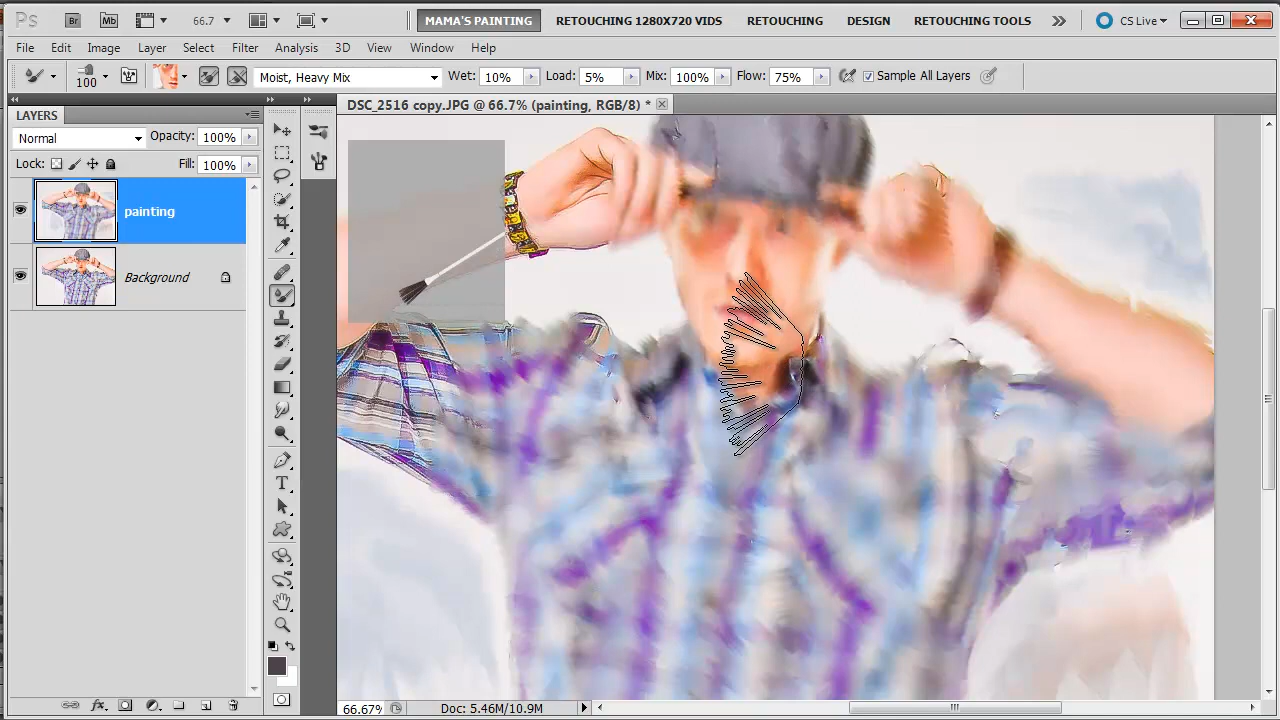 Ps Br Mb 66.7 MAMA'S PAINTING RETOUCHING 1280X720 VIDS RETOUCHING DESIGN RETOUCHING TOOLS CS Live
File Edit Image Layer Select Filter Analysis 3D View Window Help
100 Moist, Heavy Mix Wet: 10% Load: 5% Mix: 100% Flow: 75% Sample All Layers
LAYERS
DSC_2516 copy.JPG @ 66.7% (painting, RGB/8) *
Normal Opacity: 100%
Lock: Fill: 100%
painting
Background
66.67% Doc: 5.46M/10.9M